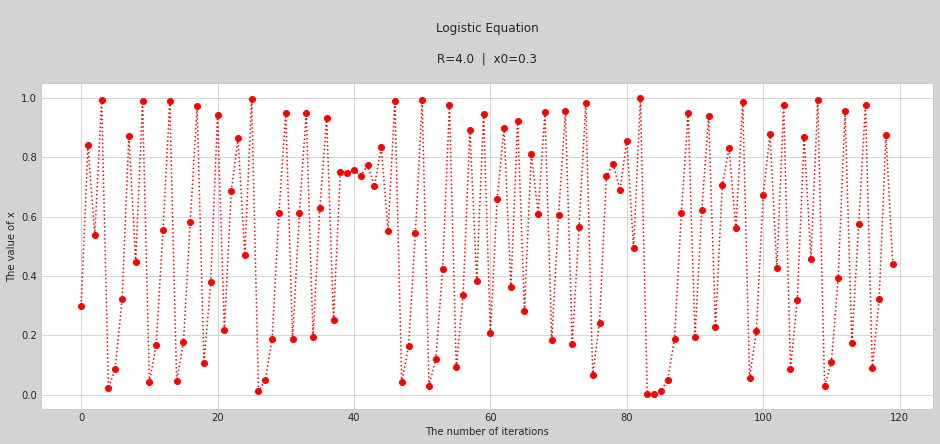 Logistic Equation
R=4.0 | x0=0.3
1.0
0.8
0.6
0.4
0.2
0.0
The value of x
0 20 40 60 80 100 120
The number of iterations